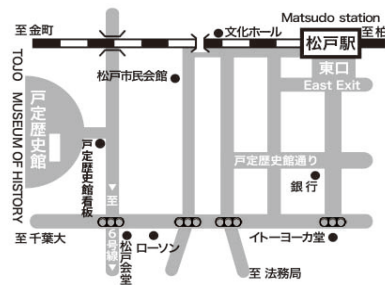 Matsudo station
至金町
文化ホール
松戸駅
至柏
松戸市民会館
東口
East Exit
TOJO MUSEUM OF HISTORY
戸定歴史館
戸定歴史館看板
戸定歴史館通り
銀行
▼至
6号線▼
至千葉大
松戸会堂
ローソン
イトーヨーカ堂
至法務局